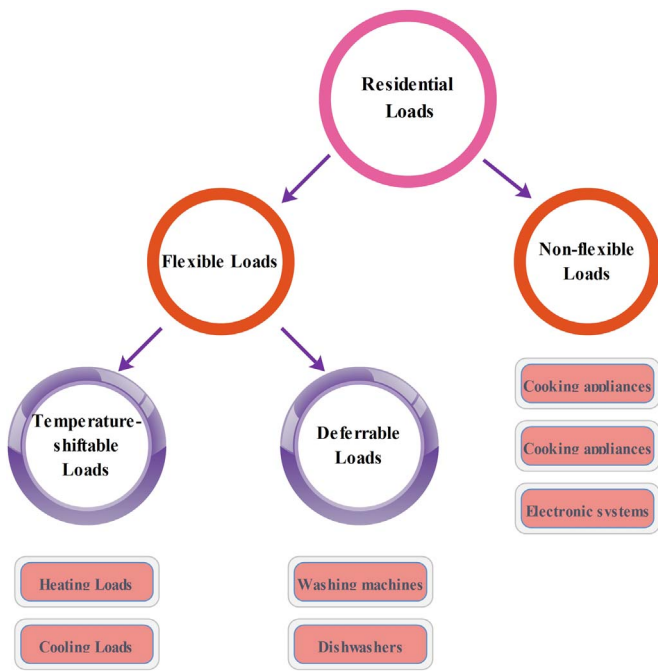 Residential
Loads
Flexible Loads
Non-flexible
Loads
Temperature-
shiftable
Loads
Deferrable
Loads
Cooking appliances
Cooking appliances
Electronic systems
Heating Loads
Washing machines
Cooling Loads
Dishwashers